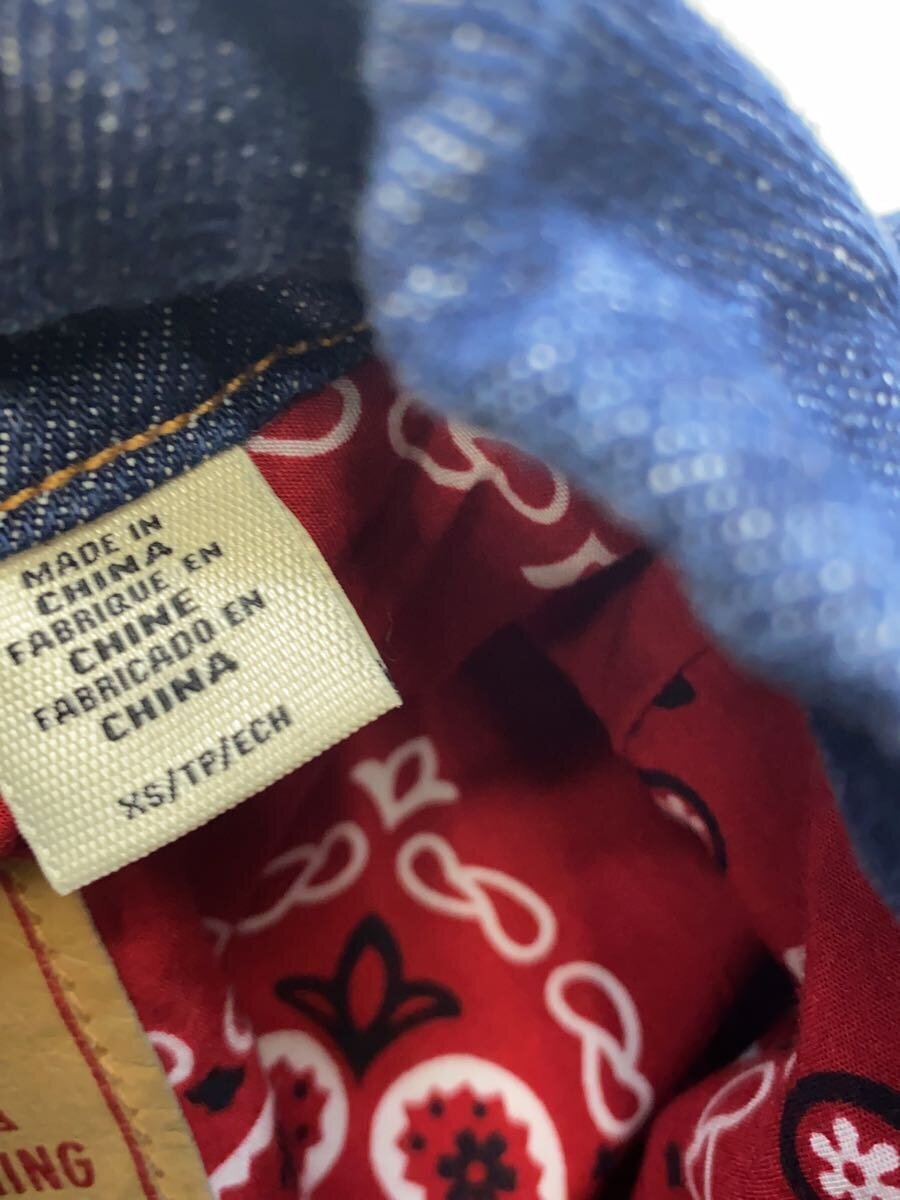 MADE IN
CHINA
FABRIQUE EN
CHINE
FABRICADO EN
CHINA
XS/TP/ECH